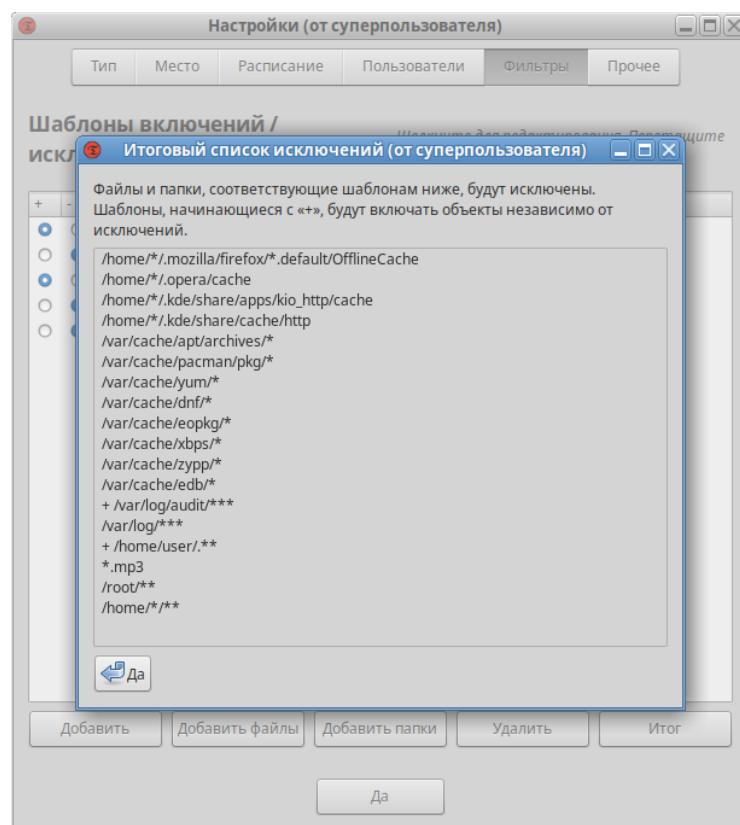 Настройки (от суперпользователя)
Тип Место Расписание Пользователи Фильтры Прочее
Шаблоны включений /
Итоговый список исключений (от суперпользователя)
Файлы и папки, соответствующие шаблонам ниже, будут исключены.
Шаблоны, начинающиеся с «+», будут включать объекты независимо от
исключений.
+ -
/home/*/.mozilla/firefox/*.default/OfflineCache
/home/*/.opera/cache
/home/*/.kde/share/apps/kio_http/cache
/home/*/.kde/share/cache/http
/var/cache/apt/archives/*
/var/cache/pacman/pkg/*
/var/cache/yum/*
/var/cache/dnf/*
/var/cache/eopkg/*
/var/cache/xbps/*
/var/cache/zypp/*
/var/cache/edb/*
+ /var/log/audit/***
/var/log/***
+ /home/user/.**
*.mp3
/root/**
/home/*/**
Да
Добавить Добавить файлы Добавить папки Удалить Итог
Да